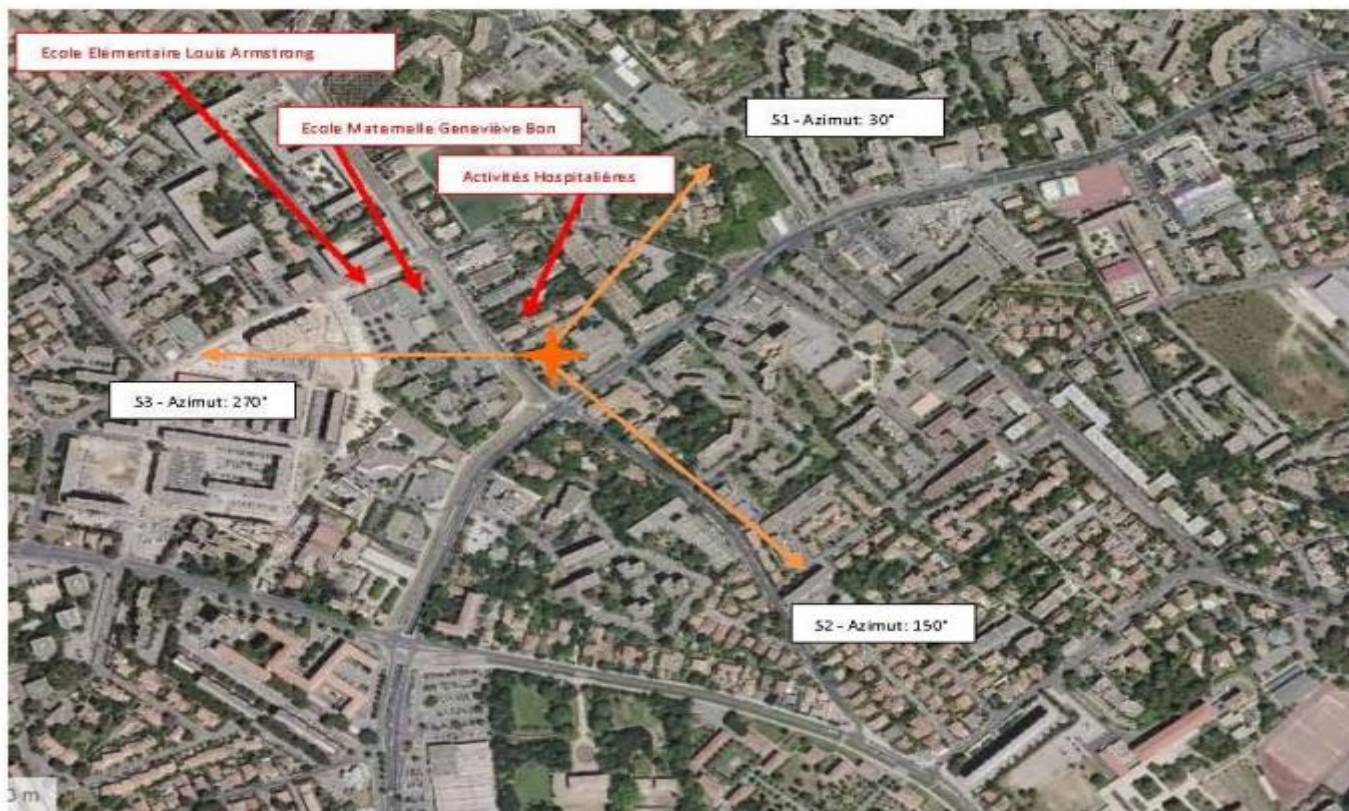 Ecole Elémentaire Louis Armstrong
S1 - Azimut: 30°
Ecole Maternelle Geneviève Bon
Activités Hospitalières
S3 - Azimut: 270°
S2 - Azimut: 150°